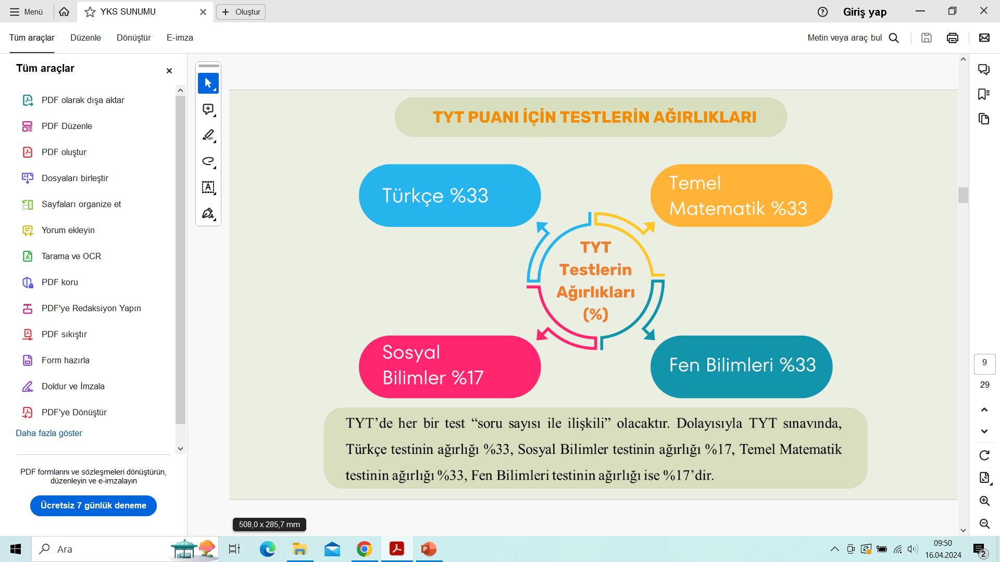 Menü
YKS SUNUMU
Oluştur
Giriş yap
Tüm araçlar
Düzenle
Dönüştür
E-imza
Metin veya araç bul
Tüm araçlar
PDF olarak dışa aktar
PDF Düzenle
PDF oluştur
Dosyaları birleştir
Sayfaları organize et
Yorum ekleyin
Tarama ve OCR
PDF koru
PDF'ye Redaksiyon Yapın
PDF sıkıştır
Form hazırla
Doldur ve İmzala
PDF'ye Dönüştür
Daha fazla göster
PDF formlarını ve sözleşmeleri dönüştürün,
düzenleyin ve e-imzalayın
Ücretsiz 7 günlük deneme
TYT PUANI İÇİN TESTLERİN AĞIRLIKLARI
Türkçe %33
Temel
Matematik %33
TYT
Testlerin
Ağırlıkları
(%)
Sosyal
Bilimler %17
Fen Bilimleri %33
TYT’de her bir test “soru sayısı ile ilişkili” olacaktır. Dolayısıyla TYT sınavında,
Türkçe testinin ağırlığı %33, Sosyal Bilimler testinin ağırlığı %17, Temel Matematik
testinin ağırlığı %33, Fen Bilimleri testinin ağırlığı ise %17’dir.
9
29
508,0 x 285,7 mm
Ara
09:50
16.04.2024
2